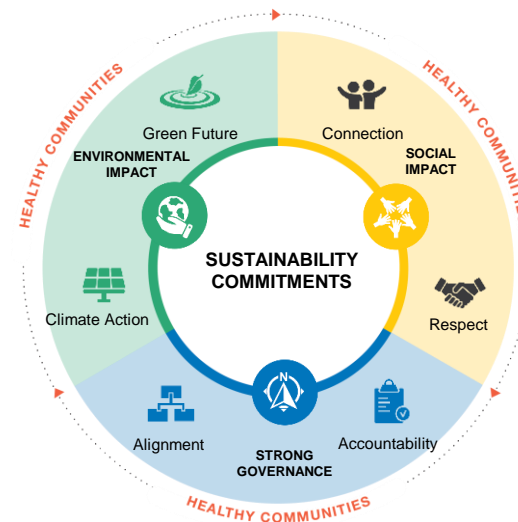 HEALTHY COMMUNITIES
HEALTHY COMMUNITIES
Green Future
Connection
ENVIRONMENTAL
IMPACT
SOCIAL
IMPACT
SUSTAINABILITY
COMMITMENTS
Climate Action
Respect
N
Alignment
Accountability
STRONG
GOVERNANCE
HEALTHY COMMUNITIES